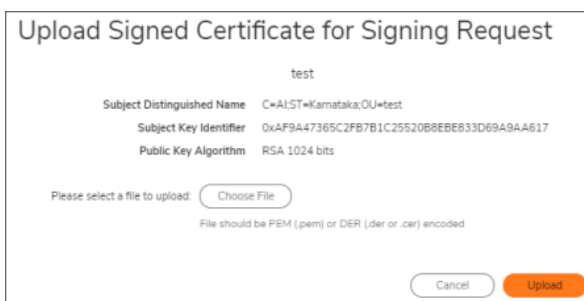 Upload Signed Certificate for Signing Request
test
Subject Distinguished Name C=AI;ST=Karnataka;OU=test
Subject Key Identifier 0xAF9A47365C2FB7B1C25520B8EBE833D69A9AA617
Public Key Algorithm RSA 1024 bits
Please select a file to upload: Choose File
File should be PEM (.pem) or DER (.der or .cer) encoded
Cancel Upload